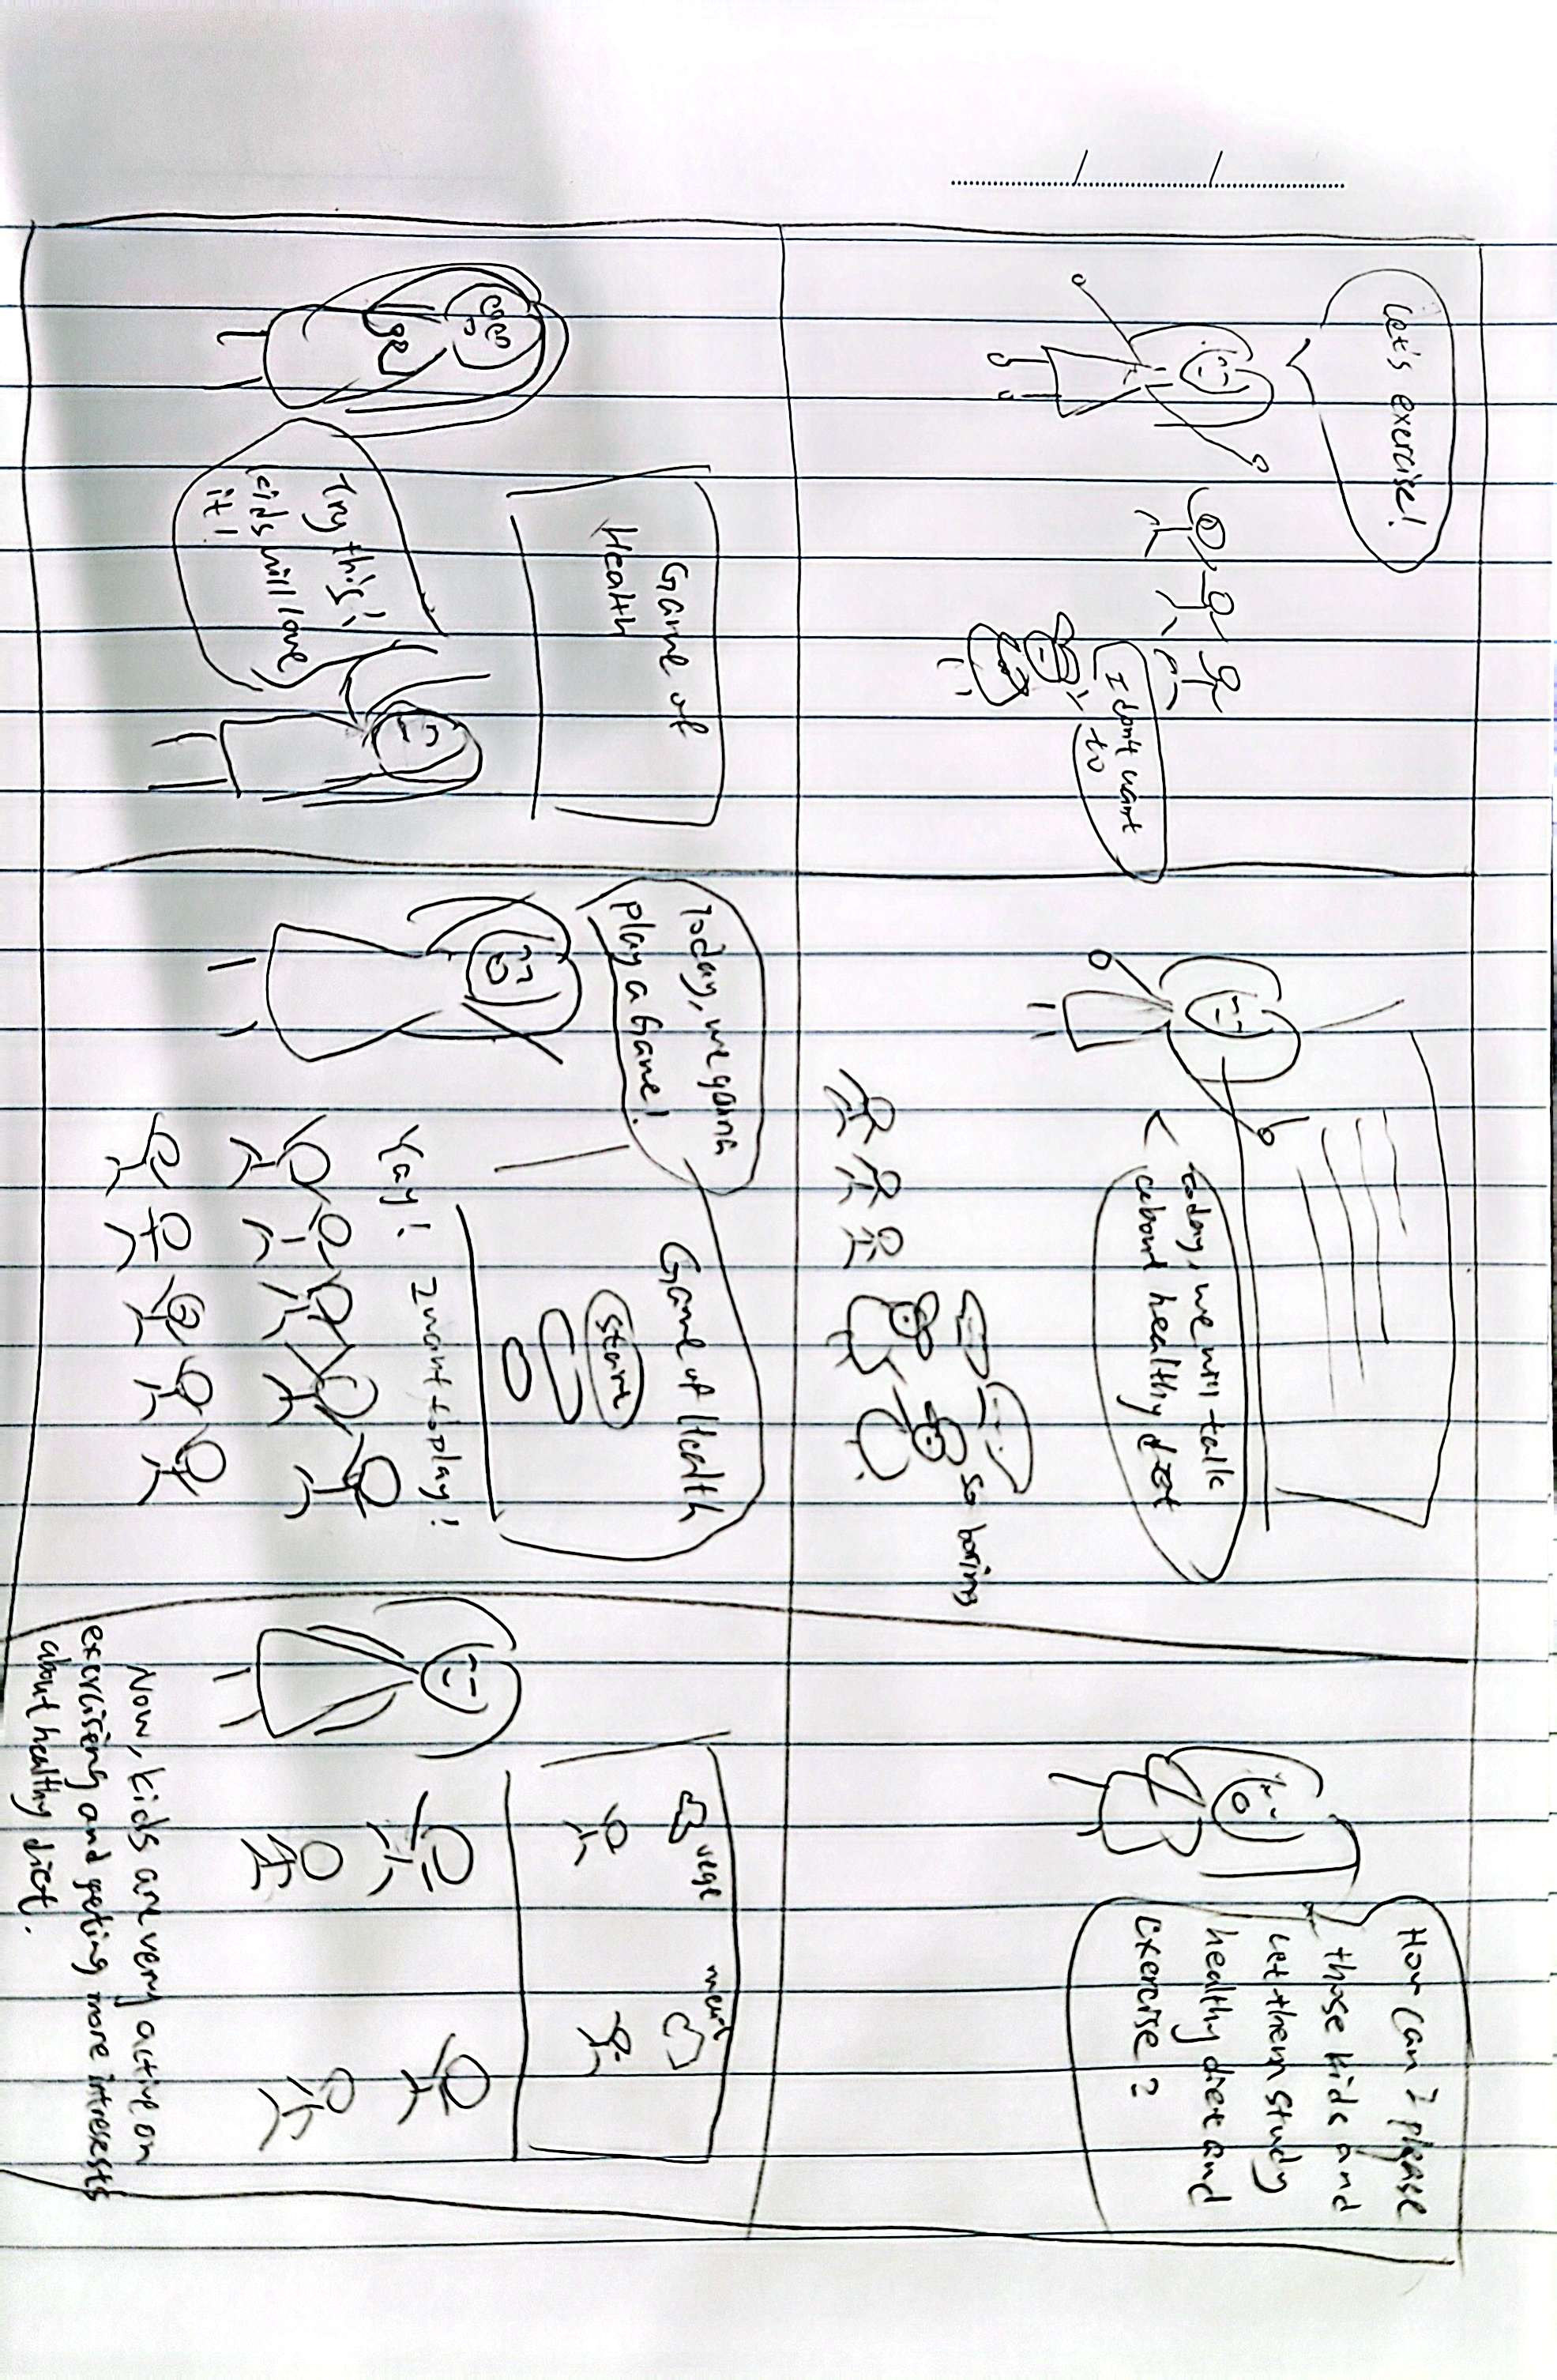 Let's exercise!
I don't want
to
today, we will talk
about healthy diet
so boring
How can I please
those kids and
Let them study
healthy diet and
exercise?
Game of
Health
Try this!
kids will love
it!
Today, we gonna
play a Game!
Game of Health
start
Yay! I want to play!
vege meat
Now, kids are very active on
exercising and geting more intresests
about healthy diet.